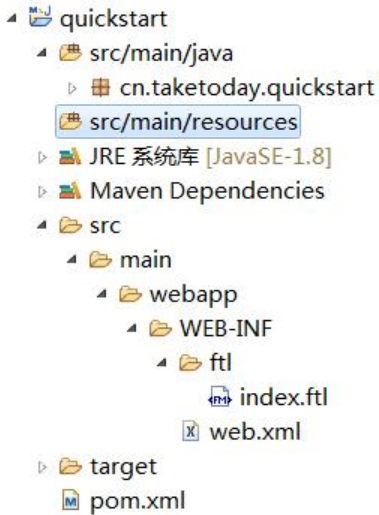 quickstart
src/main/java
cn.taketoday.quickstart
src/main/resources
JRE 系统库 [JavaSE-1.8]
Maven Dependencies
src
main
webapp
WEB-INF
ftl
index.ftl
web.xml
target
pom.xml